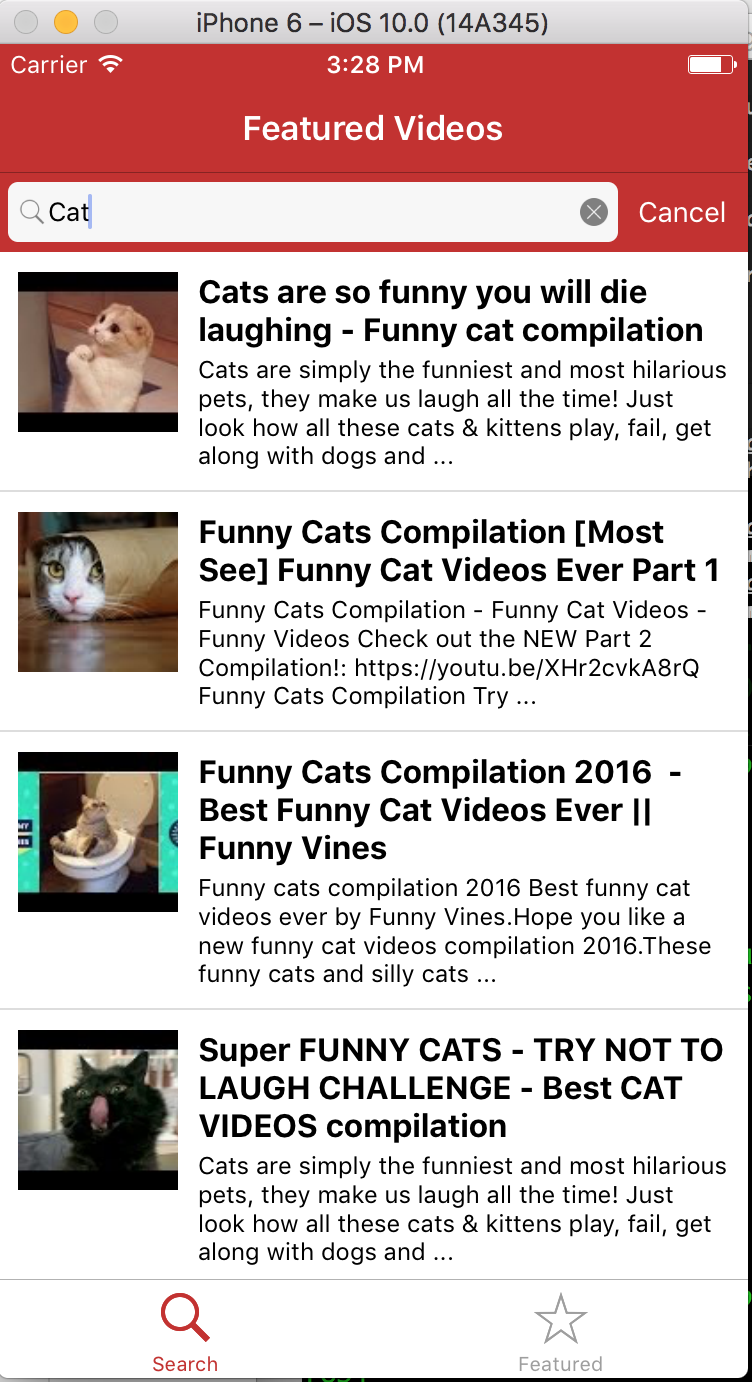 iPhone 6 – iOS 10.0 (14A345)
Carrier 3:28 PM
Featured Videos
Cat Cancel
Cats are so funny you will die
laughing - Funny cat compilation
Cats are simply the funniest and most hilarious
pets, they make us laugh all the time! Just
look how all these cats & kittens play, fail, get
along with dogs and ...
Funny Cats Compilation [Most
See] Funny Cat Videos Ever Part 1
Funny Cats Compilation - Funny Cat Videos -
Funny Videos Check out the NEW Part 2
Compilation!: https://youtu.be/XHr2cvkA8rQ
Funny Cats Compilation Try ...
Funny Cats Compilation 2016  -
Best Funny Cat Videos Ever ||
Funny Vines
Funny cats compilation 2016 Best funny cat
videos ever by Funny Vines.Hope you like a
new funny cat videos compilation 2016.These
funny cats and silly cats ...
Super FUNNY CATS - TRY NOT TO
LAUGH CHALLENGE - Best CAT
VIDEOS compilation
Cats are simply the funniest and most hilarious
pets, they make us laugh all the time! Just
look how all these cats & kittens play, fail, get
along with dogs and ...
Search Featured